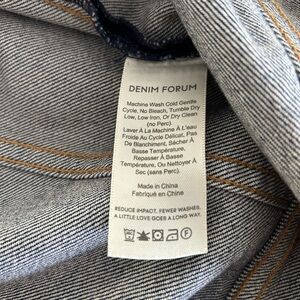 DENIM FORUM
Machine Wash Cold Gentle
Cycle, No Bleach, Tumble Dry
Low, Low Iron, Or Dry Clean
(no Perc).
Laver À La Machine À L'eau
Froide Au Cycle Délicat, Pas
De Blanchiment, Sécher À
Basse Température,
Repasser À Basse
Température, Ou Nettoyer À
Sec (sans Perc).
Made in China
Fabriqué en Chine
REDUCE IMPACT. FEWER WASHES.
A LITTLE LOVE GOES A LONG WAY.
F